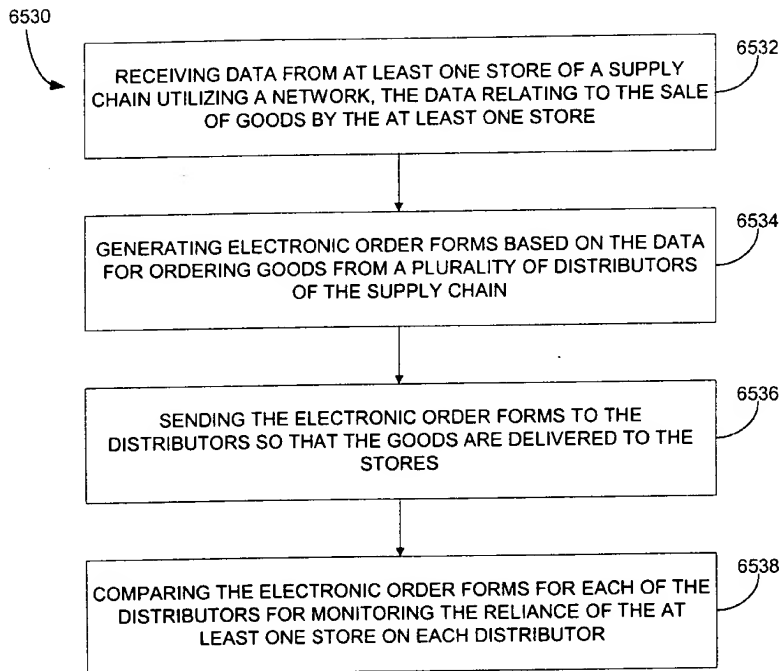 6530
6532
RECEIVING DATA FROM AT LEAST ONE STORE OF A SUPPLY
CHAIN UTILIZING A NETWORK, THE DATA RELATING TO THE SALE
OF GOODS BY THE AT LEAST ONE STORE
6534
GENERATING ELECTRONIC ORDER FORMS BASED ON THE DATA
FOR ORDERING GOODS FROM A PLURALITY OF DISTRIBUTORS
OF THE SUPPLY CHAIN
6536
SENDING THE ELECTRONIC ORDER FORMS TO THE
DISTRIBUTORS SO THAT THE GOODS ARE DELIVERED TO THE
STORES
6538
COMPARING THE ELECTRONIC ORDER FORMS FOR EACH OF THE
DISTRIBUTORS FOR MONITORING THE RELIANCE OF THE AT
LEAST ONE STORE ON EACH DISTRIBUTOR